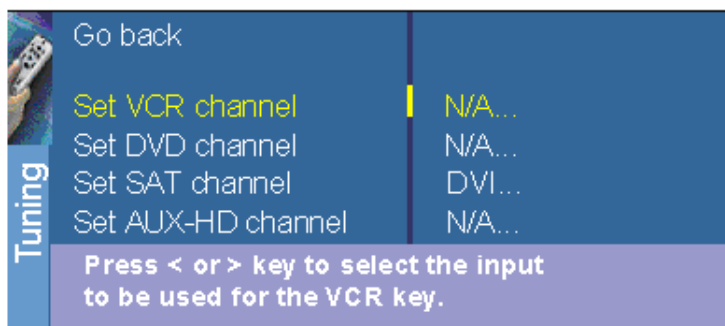 Go back
Set VCR channel N/A...
Set DVD channel N/A...
Set SAT channel DVI...
Set AUX-HD channel N/A...
Tuning
Press < or > key to select the input
to be used for the VCR key.